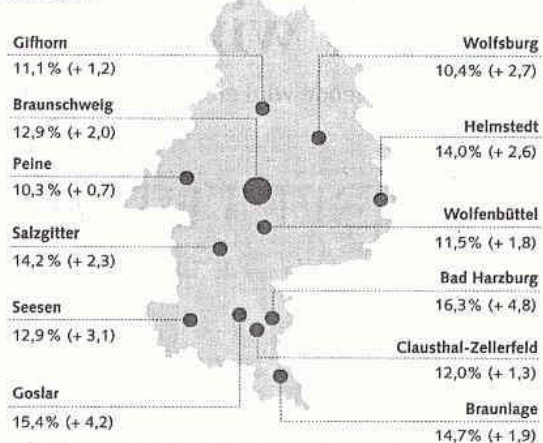 Gifhorn
11,1% (+ 1,2)
Braunschweig
12,9% (+ 2,0)
Peine
10,3% (+ 0,7)
Salzgitter
14,2% (+ 2,3)
Seesen
12,9% (+ 3,1)
Goslar
15,4% (+ 4,2)
Wolfsburg
10,4% (+ 2,7)
Helmstedt
14,0% (+ 2,6)
Wolfenbüttel
11,5% (+ 1,8)
Bad Harzburg
16,3% (+ 4,8)
Clausthal-Zellerfeld
12,0% (+ 1,3)
Braunlage
14,7% (+ 1,9)